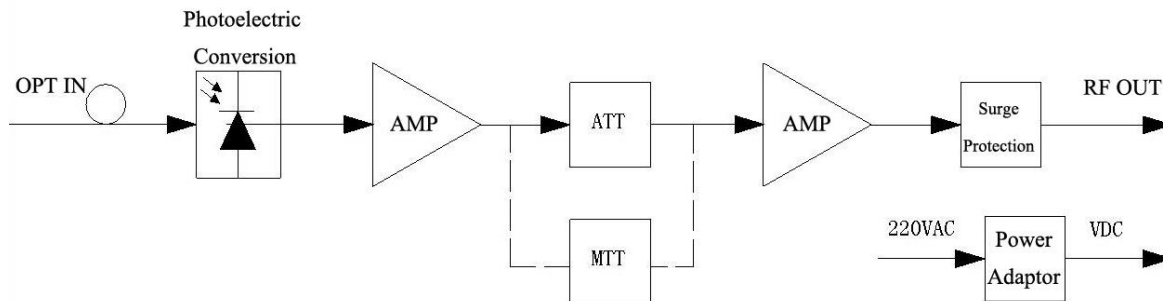 Photoelectric
Conversion
OPT IN
AMP
ATT
AMP
Surge
Protection
RF OUT
MTT
220VAC
Power
Adaptor
VDC